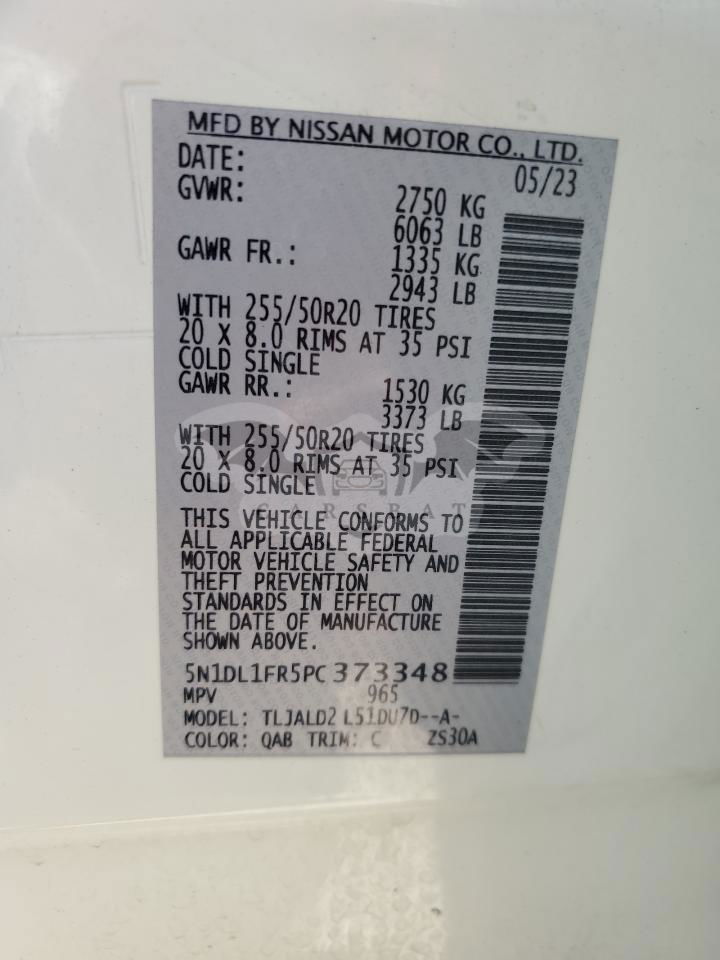 MFD BY NISSAN MOTOR CO., LTD.
DATE: 05/23
GVWR: 2750 KG
6063 LB
GAWR FR.: 1335 KG
2943 LB
WITH 255/50R20 TIRES
20 X 8.0 RIMS AT 35 PSI
COLD SINGLE
GAWR RR.: 1530 KG
3373 LB
WITH 255/50R20 TIRES
20 X 8.0 RIMS AT 35 PSI
COLD SINGLE
CARSBAT
THIS VEHICLE CONFORMS TO
ALL APPLICABLE FEDERAL
MOTOR VEHICLE SAFETY AND
THEFT PREVENTION
STANDARDS IN EFFECT ON
THE DATE OF MANUFACTURE
SHOWN ABOVE.
5N1DL1FR5PC373348
MPV 965
MODEL: TLJALD2 L51DU7D--A-
COLOR: QAB TRIM: C ZS30A